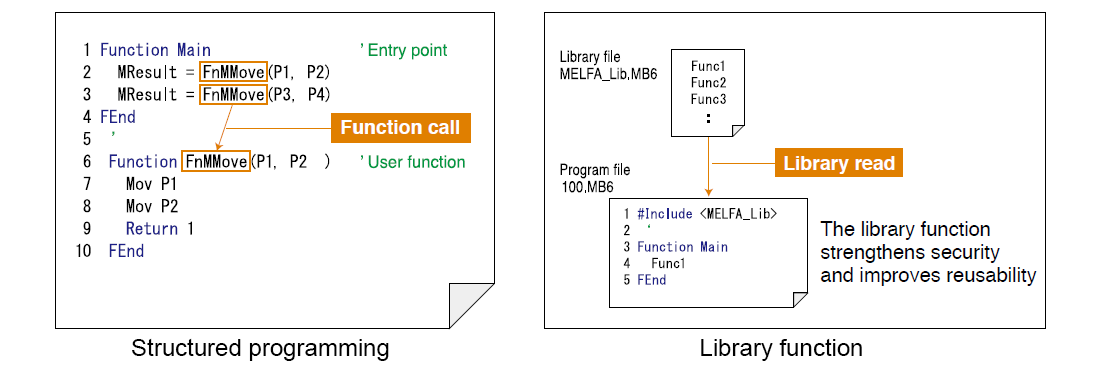 1 Function Main ' Entry point
2 MResult = FnMMove(P1, P2)
3 MResult = FnMMove(P3, P4)
4 FEnd
5 '
6 Function FnMMove(P1, P2 ) ' User function
7 Mov P1
8 Mov P2
9 Return 1
10 FEnd
Function call
Structured programming
Library file
MELFA_Lib,MB6
Func1
Func2
Func3
:
Library read
Program file
100,MB6
1 #Include <MELFA_Lib>
2 '
3 Function Main
4 Func1
5 FEnd
The library function
strengthens security
and improves reusability
Library function